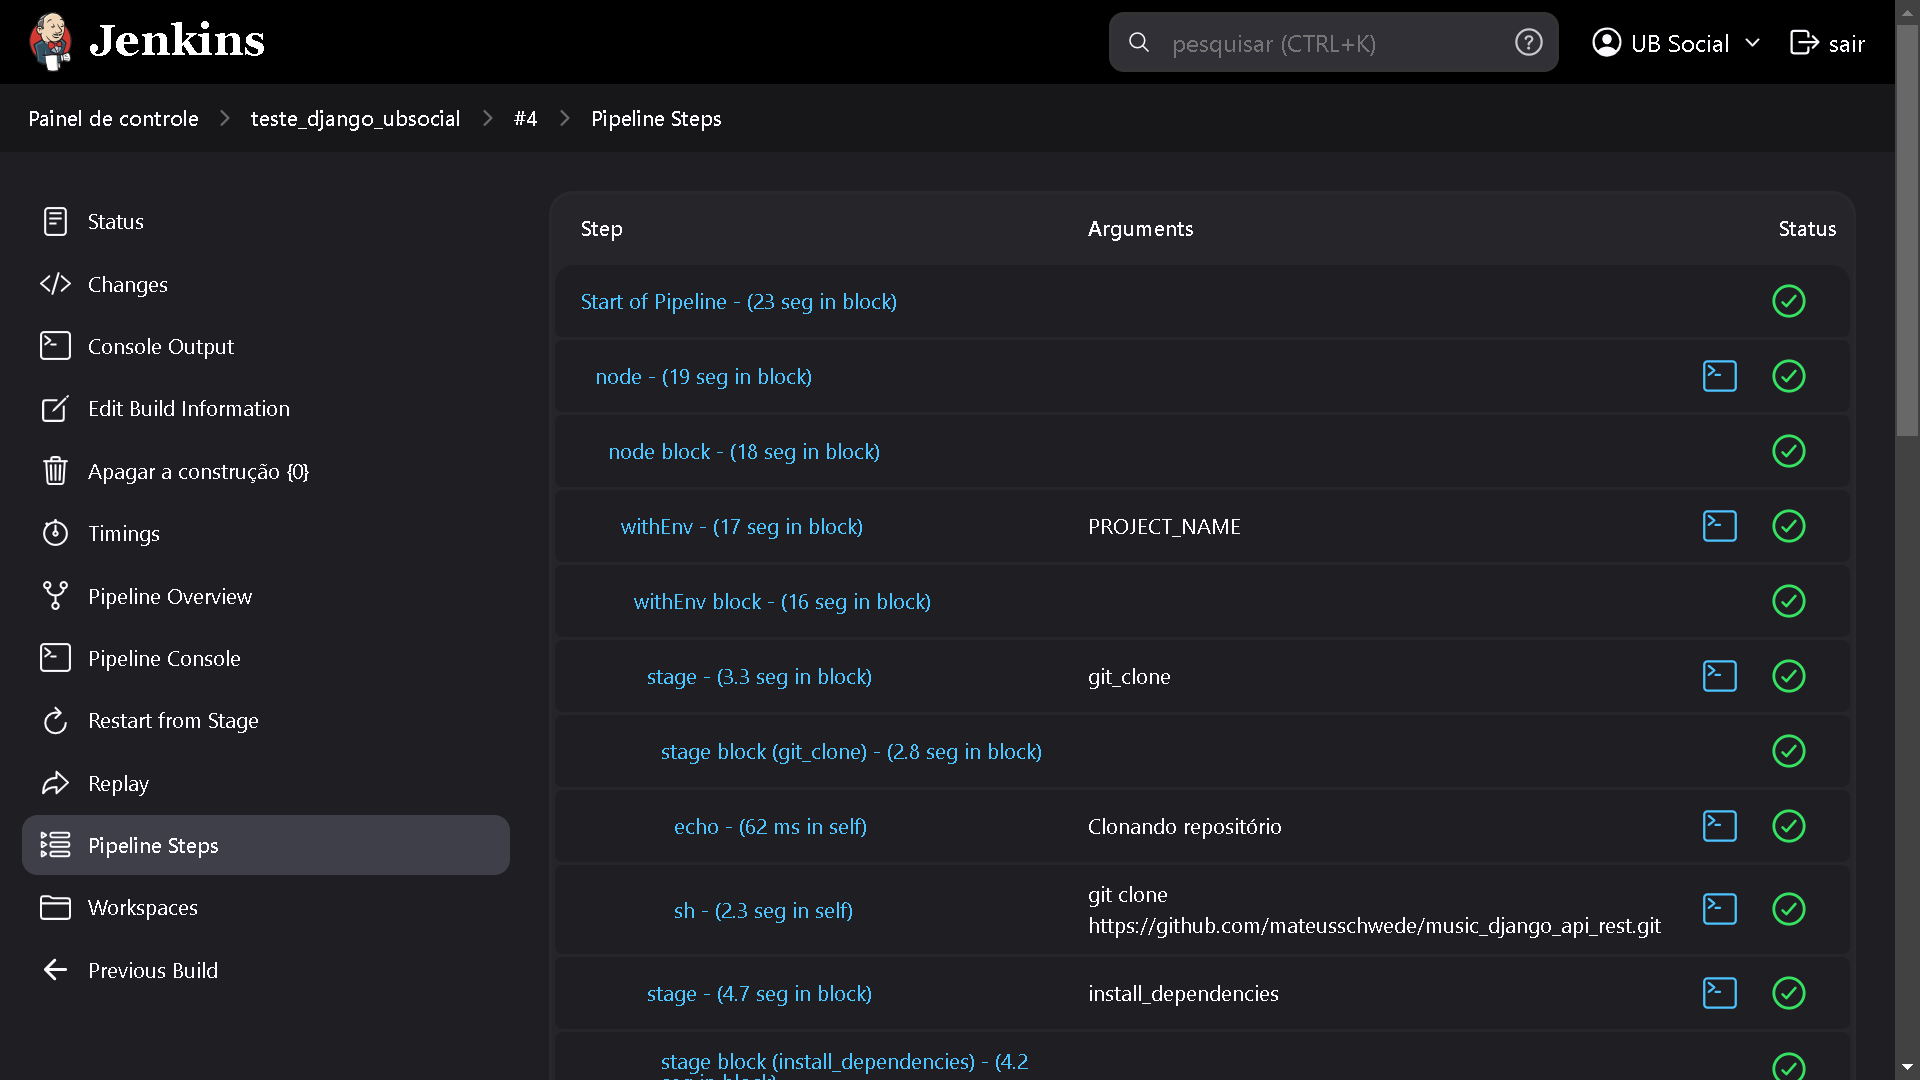 Jenkins
pesquisar (CTRL+K)
UB Social
sair
Painel de controle
teste_django_ubsocial
#4
Pipeline Steps
Status
Changes
Console Output
Edit Build Information
Apagar a construção {0}
Timings
Pipeline Overview
Pipeline Console
Restart from Stage
Replay
Pipeline Steps
Workspaces
Previous Build
Step Arguments Status
Start of Pipeline - (23 seg in block)
node - (19 seg in block)
node block - (18 seg in block)
withEnv - (17 seg in block) PROJECT_NAME
withEnv block - (16 seg in block)
stage - (3.3 seg in block) git_clone
stage block (git_clone) - (2.8 seg in block)
echo - (62 ms in self) Clonando repositório
sh - (2.3 seg in self) git clone
https://github.com/mateusschwede/music_django_api_rest.git
stage - (4.7 seg in block) install_dependencies
stage block (install_dependencies) - (4.2
seg in block)